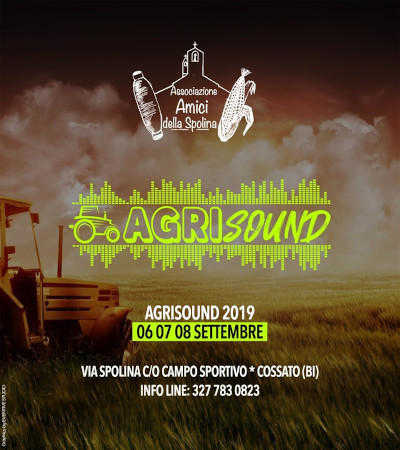 Associazione
Amici
della Spolina
AGRISOUND
AGRISOUND 2019
06 07 08 SETTEMBRE
VIA SPOLINA C/O CAMPO SPORTIVO * COSSATO (BI)
INFO LINE: 327 783 0823